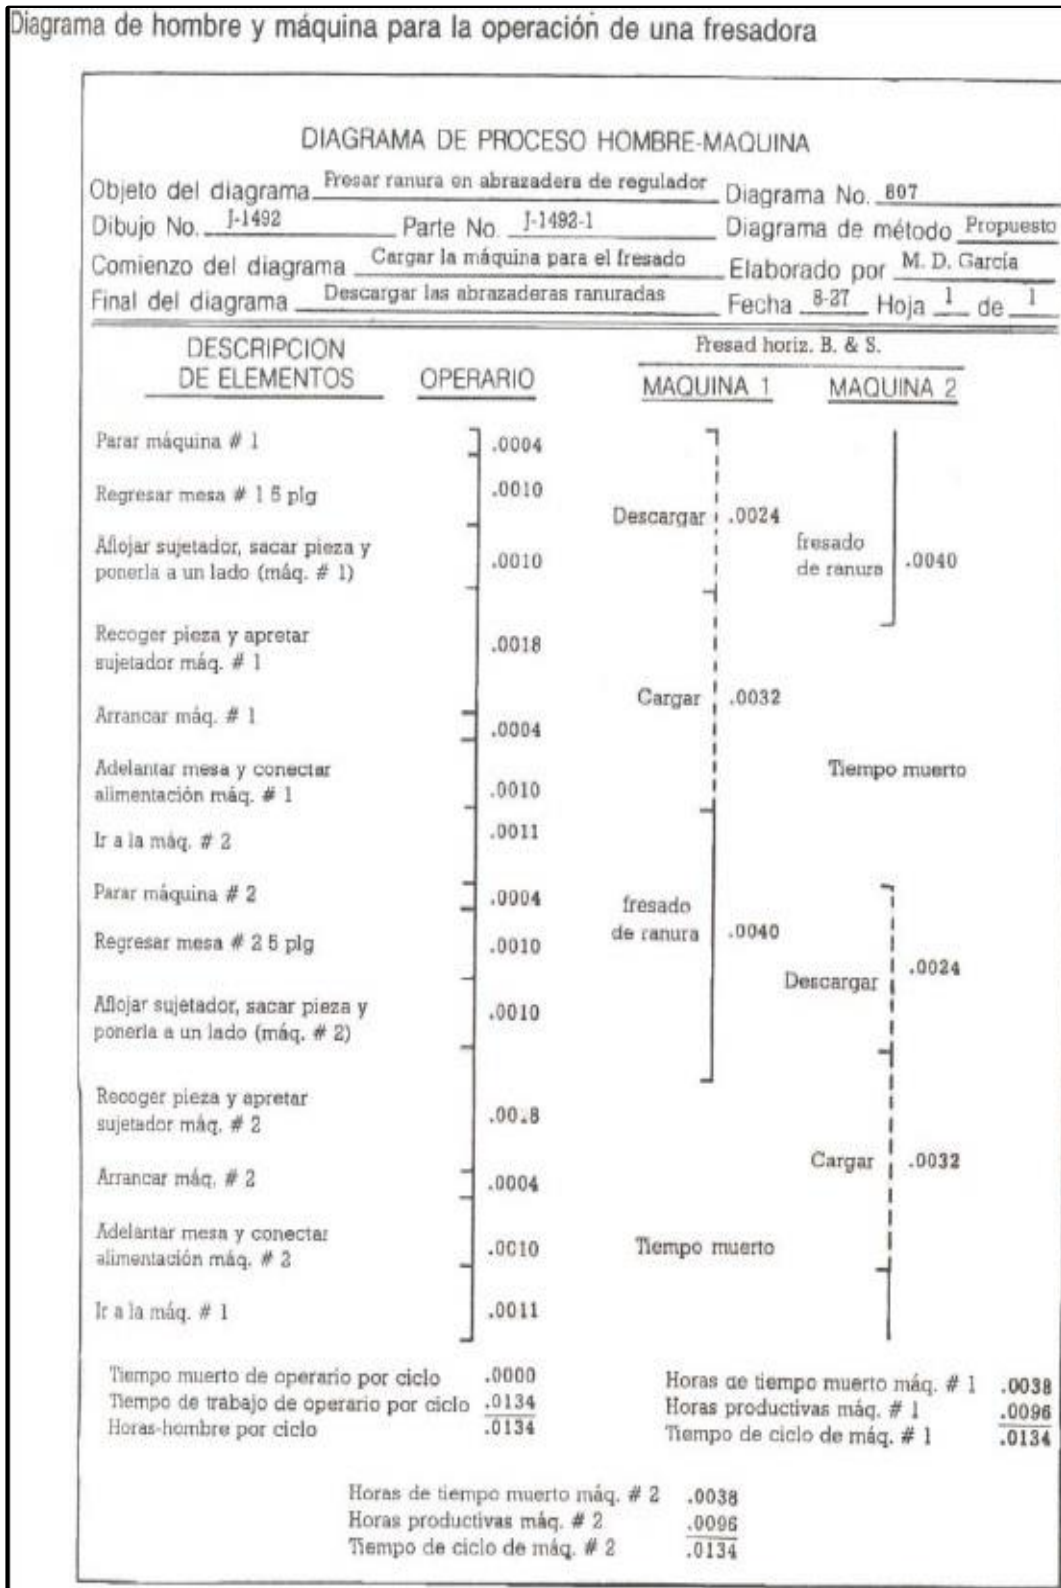 Diagrama de hombre y máquina para la operación de una fresadora
DIAGRAMA DE PROCESO HOMBRE-MAQUINA
Objeto del diagrama Fresar ranura en abrazadera de regulador Diagrama No. 807
Dibujo No. J-1492 Parte No. J-1492-1 Diagrama de método Propuesto
Comienzo del diagrama Cargar la máquina para el fresado Elaborado por M. D. García
Final del diagrama Descargar las abrazaderas ranuradas Fecha 8-27 Hoja 1 de 1
DESCRIPCION
DE ELEMENTOS
OPERARIO
Fresad horiz. B. & S.
MAQUINA 1 MAQUINA 2
Parar máquina # 1 .0004
Regresar mesa # 1 5 plg .0010
Descargar .0024
fresado
de ranura .0040
Aflojar sujetador, sacar pieza y
ponerla a un lado (máq. # 1) .0010
Recoger pieza y apretar
sujetador máq. # 1 .0018
Cargar .0032
Arrancar máq. # 1 .0004
Adelantar mesa y conectar
alimentación máq. # 1 .0010
Tiempo muerto
Ir a la máq. # 2 .0011
Parar máquina # 2 .0004
fresado
de ranura .0040
Regresar mesa # 2 5 plg .0010
Descargar .0024
Aflojar sujetador, sacar pieza y
ponerla a un lado (máq. # 2) .0010
Recoger pieza y apretar
sujetador máq. # 2
Cargar .0032
Arrancar máq. # 2 .0004
Adelantar mesa y conectar
alimentación máq. # 2 .0010
Tiempo muerto
Ir a la máq. # 1 .0011
Tiempo muerto de operario por ciclo .0000
Tiempo de trabajo de operario por ciclo .0134
Horas-hombre por ciclo .0134
Horas de tiempo muerto máq. # 1 .0038
Horas productivas máq. # 1 .0096
Tiempo de ciclo de máq. # 1 .0134
Horas de tiempo muerto máq. # 2 .0038
Horas productivas máq. # 2 .0096
Tiempo de ciclo de máq. # 2 .0134